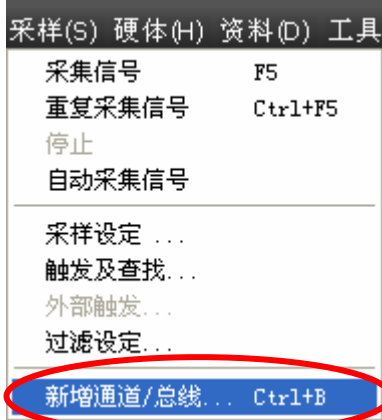 采样(S) 硬体(H) 资料(D) 工具
采集信号 F5
重复采集信号 Ctrl+F5
停止
自动采集信号
采样设定 ...
触发及查找...
外部触发...
过滤设定...
新增通道/总线... Ctrl+B